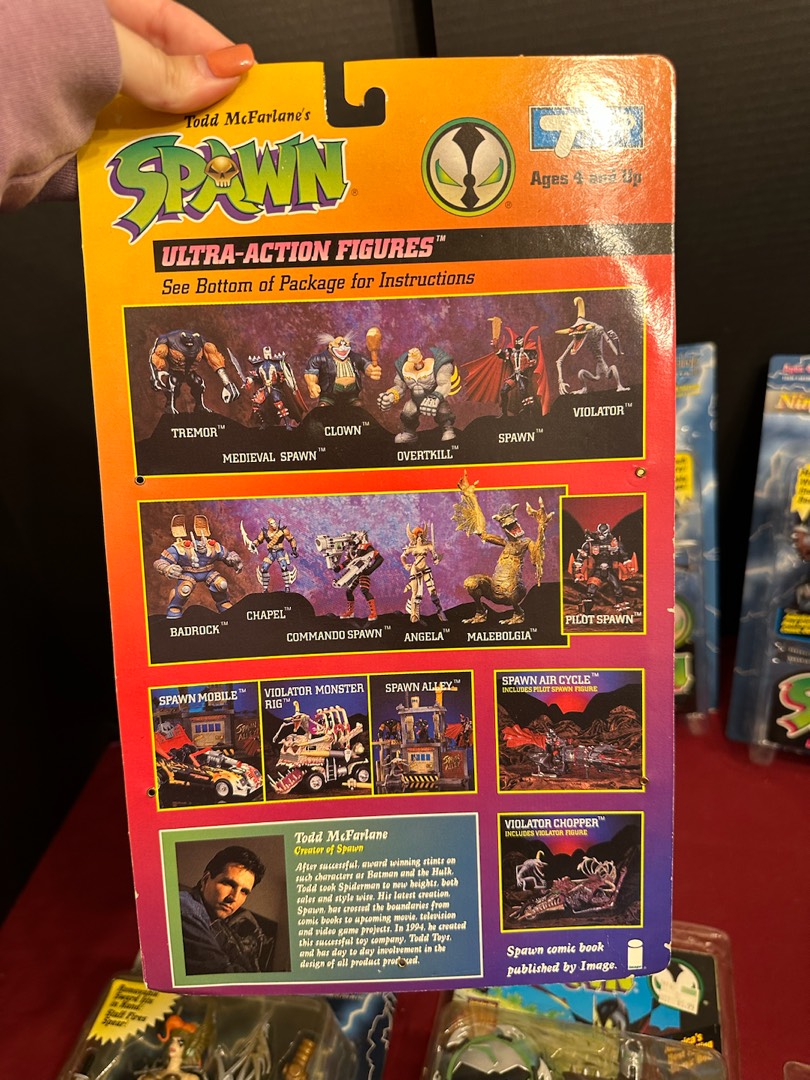 Todd McFarlane's
SPAWN®
Ages 4 and Up
ULTRA-ACTION FIGURES™
See Bottom of Package for Instructions
TREMOR™
MEDIEVAL SPAWN™
CLOWN™
OVERTKILL™
SPAWN™
VIOLATOR™
BADROCK™
CHAPEL™
COMMANDO SPAWN™
ANGELA™
MALEBOLGIA™
PILOT SPAWN™
SPAWN MOBILE™
VIOLATOR MONSTER
RIG™
SPAWN ALLEY™
SPAWN AIR CYCLE™
INCLUDES PILOT SPAWN FIGURE
VIOLATOR CHOPPER™
INCLUDES VIOLATOR FIGURE
Todd McFarlane
Creator of Spawn
After successful, award winning stints on
such characters as Batman and the Hulk,
Todd took Spiderman to new heights, both
sales and style wise. His latest creation,
Spawn, has crossed the boundaries from
comic books to upcoming movie, television
and video game projects. In 1994, he created
this successful toy company, Todd Toys,
and has day to day involvement in the
design of all product produced.
Spawn comic book
published by Image.